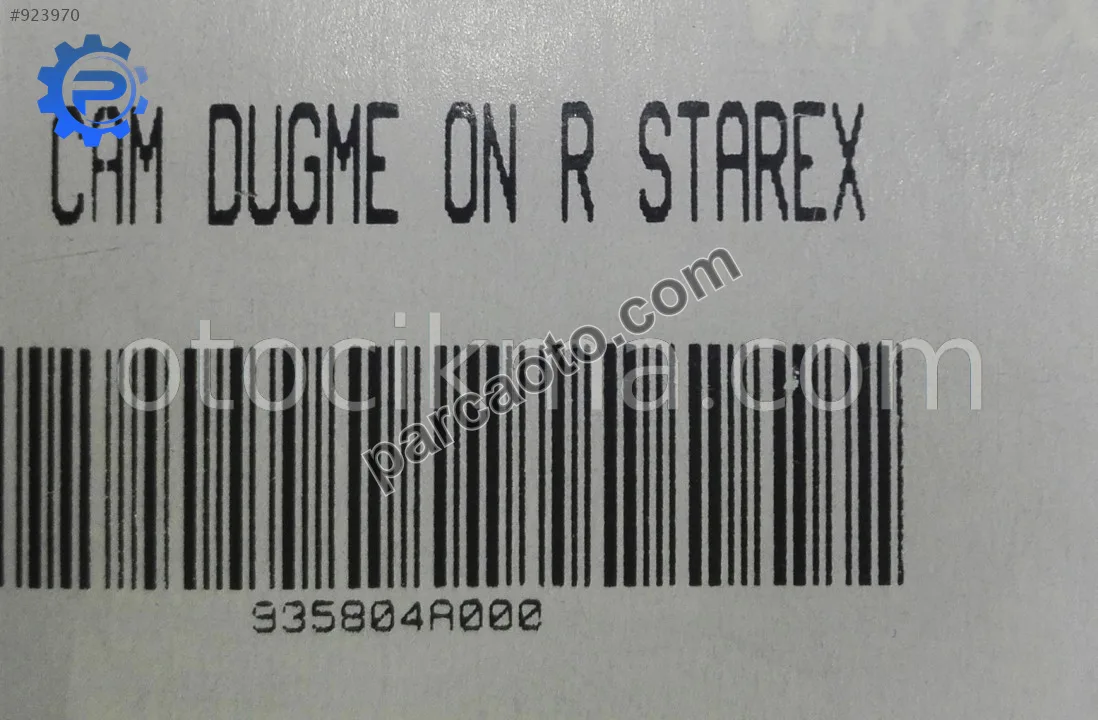 #923970
CAM DUGME ON R STAREX
otocikma.com
parcaoto.com
935804A000